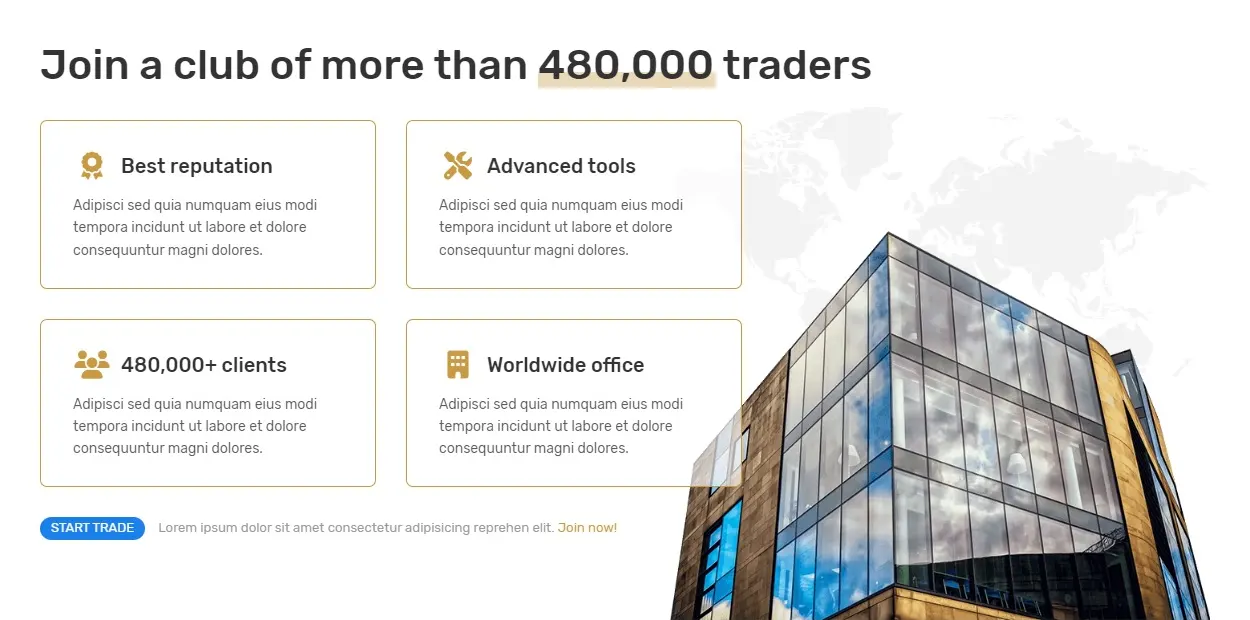 Join a club of more than 480,000 traders
Best reputation
Adipisci sed quia numquam eius modi
tempora incidunt ut labore et dolore
consequuntur magni dolores.
Advanced tools
Adipisci sed quia numquam eius modi
tempora incidunt ut labore et dolore
consequuntur magni dolores.
480,000+ clients
Adipisci sed quia numquam eius modi
tempora incidunt ut labore et dolore
consequuntur magni dolores.
Worldwide office
Adipisci sed quia numquam eius modi
tempora incidunt ut labore et dolore
consequuntur magni dolores.
START TRADE Lorem ipsum dolor sit amet consectetur adipisicing reprehen elit. Join now!